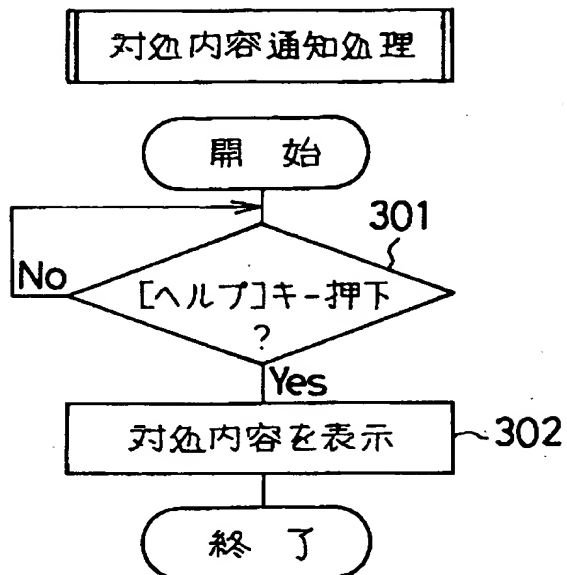 対処内容通知処理
開 始
301
No
[ヘルプ]キー押下
?
Yes
対処内容を表示
302
終 了